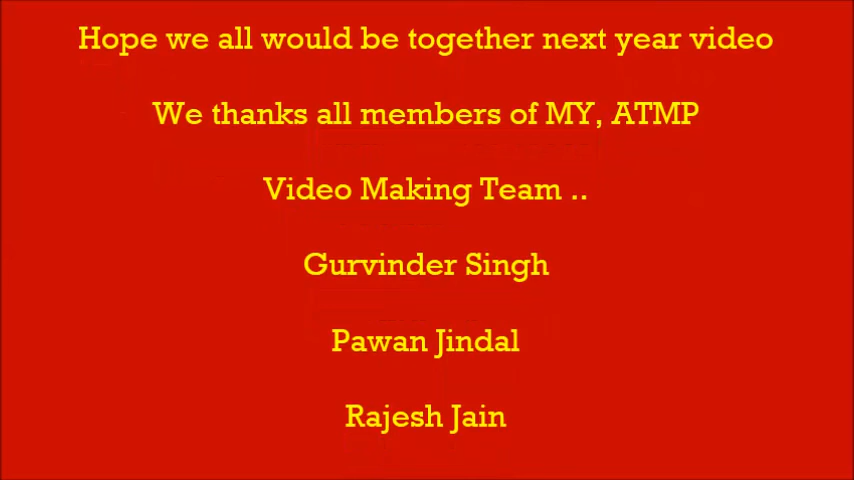 Hope we all would be together next year video
We thanks all members of MY, ATMP
Video Making Team ..
Gurvinder Singh
Pawan Jindal
Rajesh Jain